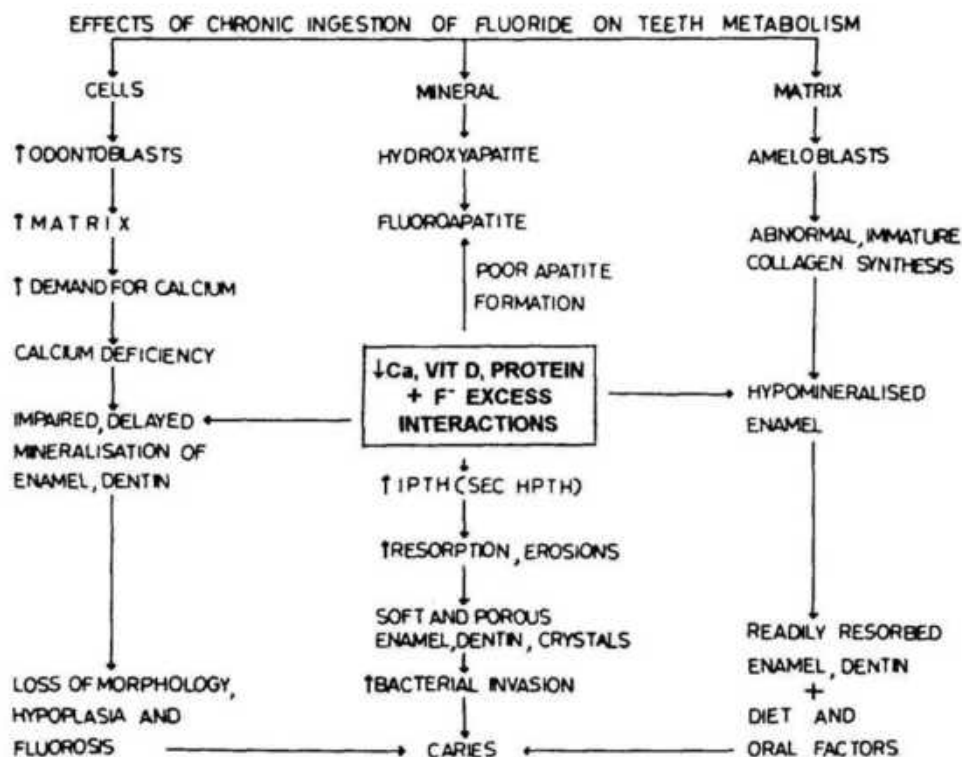 EFFECTS OF CHRONIC INGESTION OF FLUORIDE ON TEETH METABOLISM
CELLS
↑ODONTOBLASTS
↑MATRIX
↑DEMAND FOR CALCIUM
CALCIUM DEFICIENCY
IMPAIRED, DELAYED
MINERALISATION OF
ENAMEL, DENTIN
LOSS OF MORPHOLOGY,
HYPOPLASIA AND
FLUOROSIS
MINERAL
HYDROXYAPATITE
FLUOROAPATITE
POOR APATITE
FORMATION
↓Ca, VIT D, PROTEIN
+ F⁻ EXCESS
INTERACTIONS
↑IPTH (SEC HPTH)
↑RESORPTION, EROSIONS
SOFT AND POROUS
ENAMEL, DENTIN, CRYSTALS
↑BACTERIAL INVASION
CARIES
MATRIX
AMELOBLASTS
ABNORMAL, IMMATURE
COLLAGEN SYNTHESIS
HYPOMINERALISED
ENAMEL
READILY RESORBED
ENAMEL, DENTIN
+
DIET AND
ORAL FACTORS